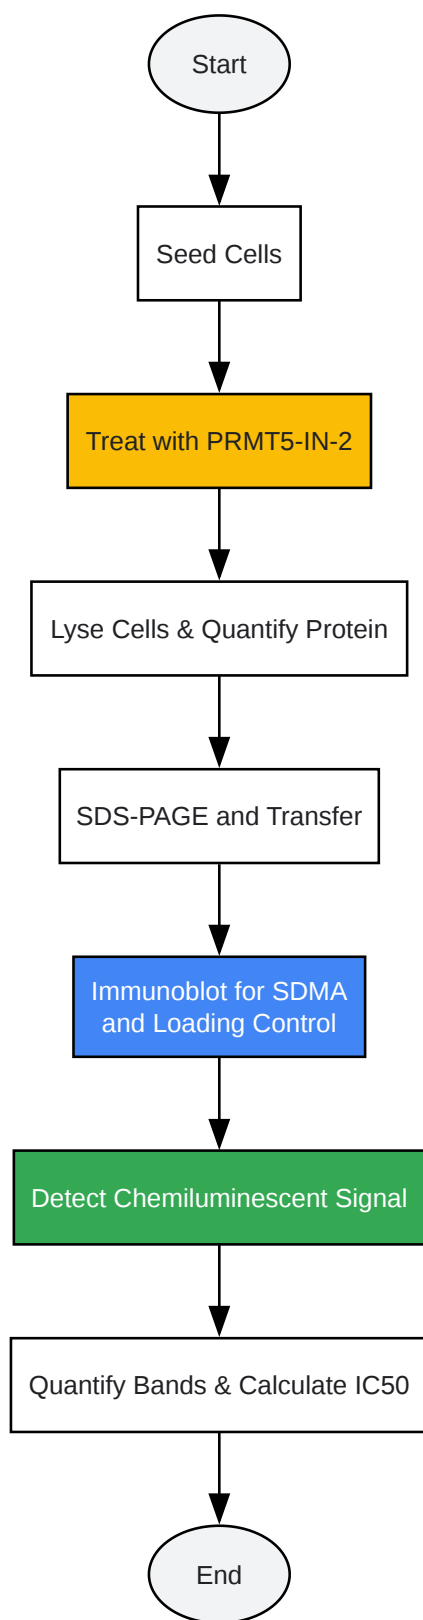 Start
Seed Cells
Treat with PRMT5-IN-2
Lyse Cells & Quantify Protein
SDS-PAGE and Transfer
Immunoblot for SDMA
and Loading Control
Detect Chemiluminescent Signal
Quantify Bands & Calculate IC50
End